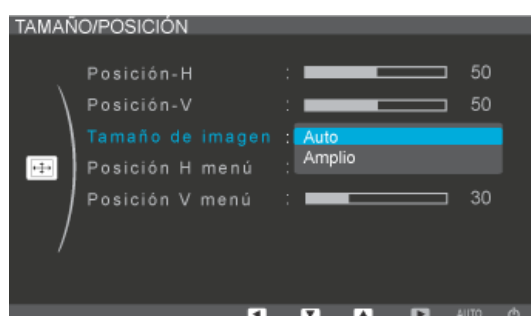 TAMAÑO/POSICIÓN
Posición-H : 50
Posición-V : 50
Tamaño de imagen : Auto
Amplio
Posición H menú :
Posición V menú : 30
AUTO